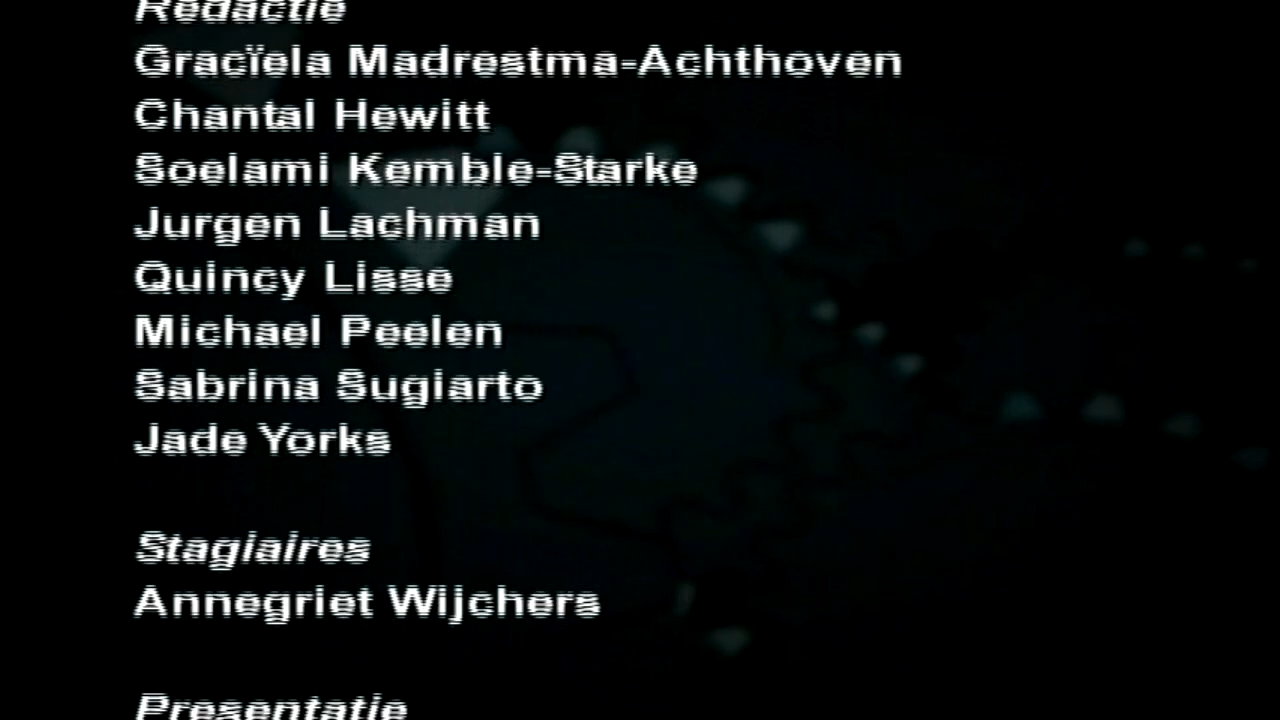 Redactie
Gracïela Madrestma-Achthoven
Chantal Hewitt
Soelami Kemble-Starke
Jurgen Lachman
Quincy Lisse
Michael Peelen
Sabrina Sugiarto
Jade Yorks
Stagiaires
Annegriet Wijchers
Presentatie